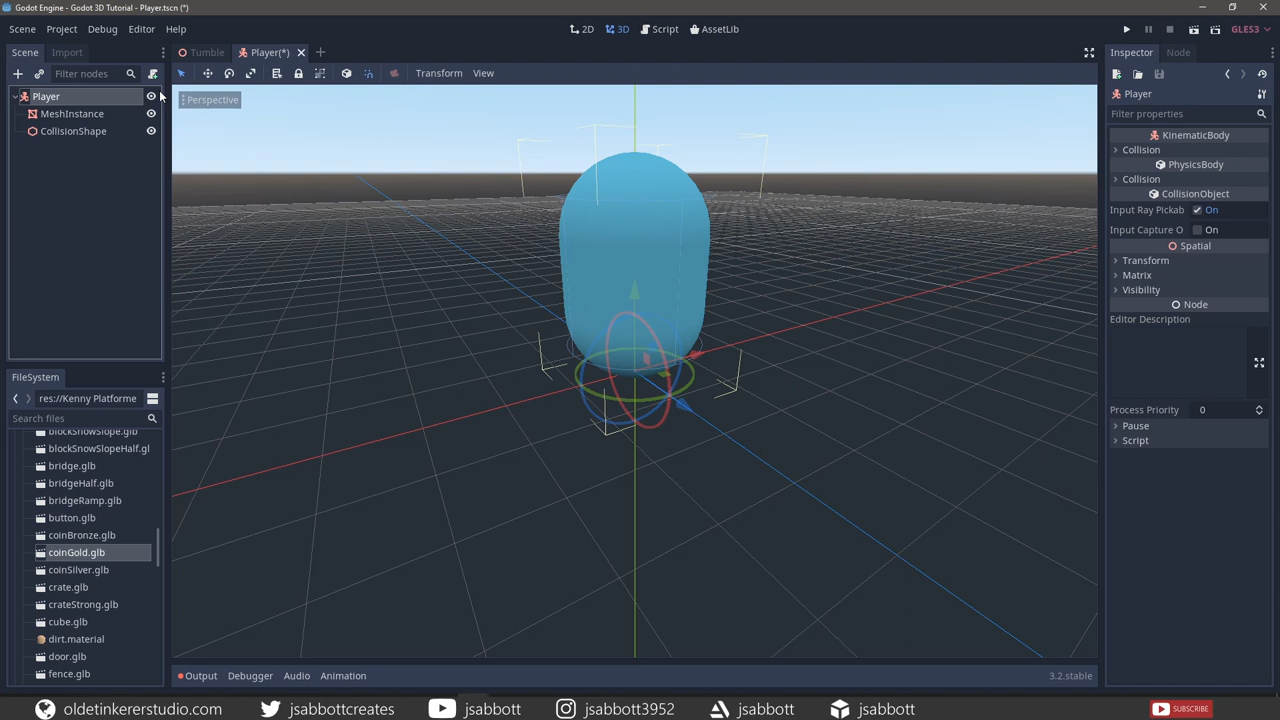 Godot Engine - Godot 3D Tutorial - Player.tscn (*)
Scene Project Debug Editor Help
2D 3D Script AssetLib
GLES3
Scene Import
Tumble Player(*)
Inspector Node
Filter nodes
Transform View
Player
MeshInstance
CollisionShape
Perspective
Player
Filter properties
KinematicBody
Collision
PhysicsBody
Collision
CollisionObject
Input Ray Pickab On
Input Capture O On
Spatial
Transform
Matrix
Visibility
Node
Editor Description
Process Priority 0
Pause
Script
FileSystem
res://Kenny Platforme
Search files
blockSnowSlope.glb
blockSnowSlopeHalf.gl
bridge.glb
bridgeHalf.glb
bridgeRamp.glb
button.glb
coinBronze.glb
coinGold.glb
coinSilver.glb
crate.glb
crateStrong.glb
cube.glb
dirt.material
door.glb
fence.glb
Output Debugger Audio Animation
3.2.stable
oldetinkererstudio.com jsabbottcreates jsabbott jsabbott3952 jsabbott jsabbott SUBSCRIBE